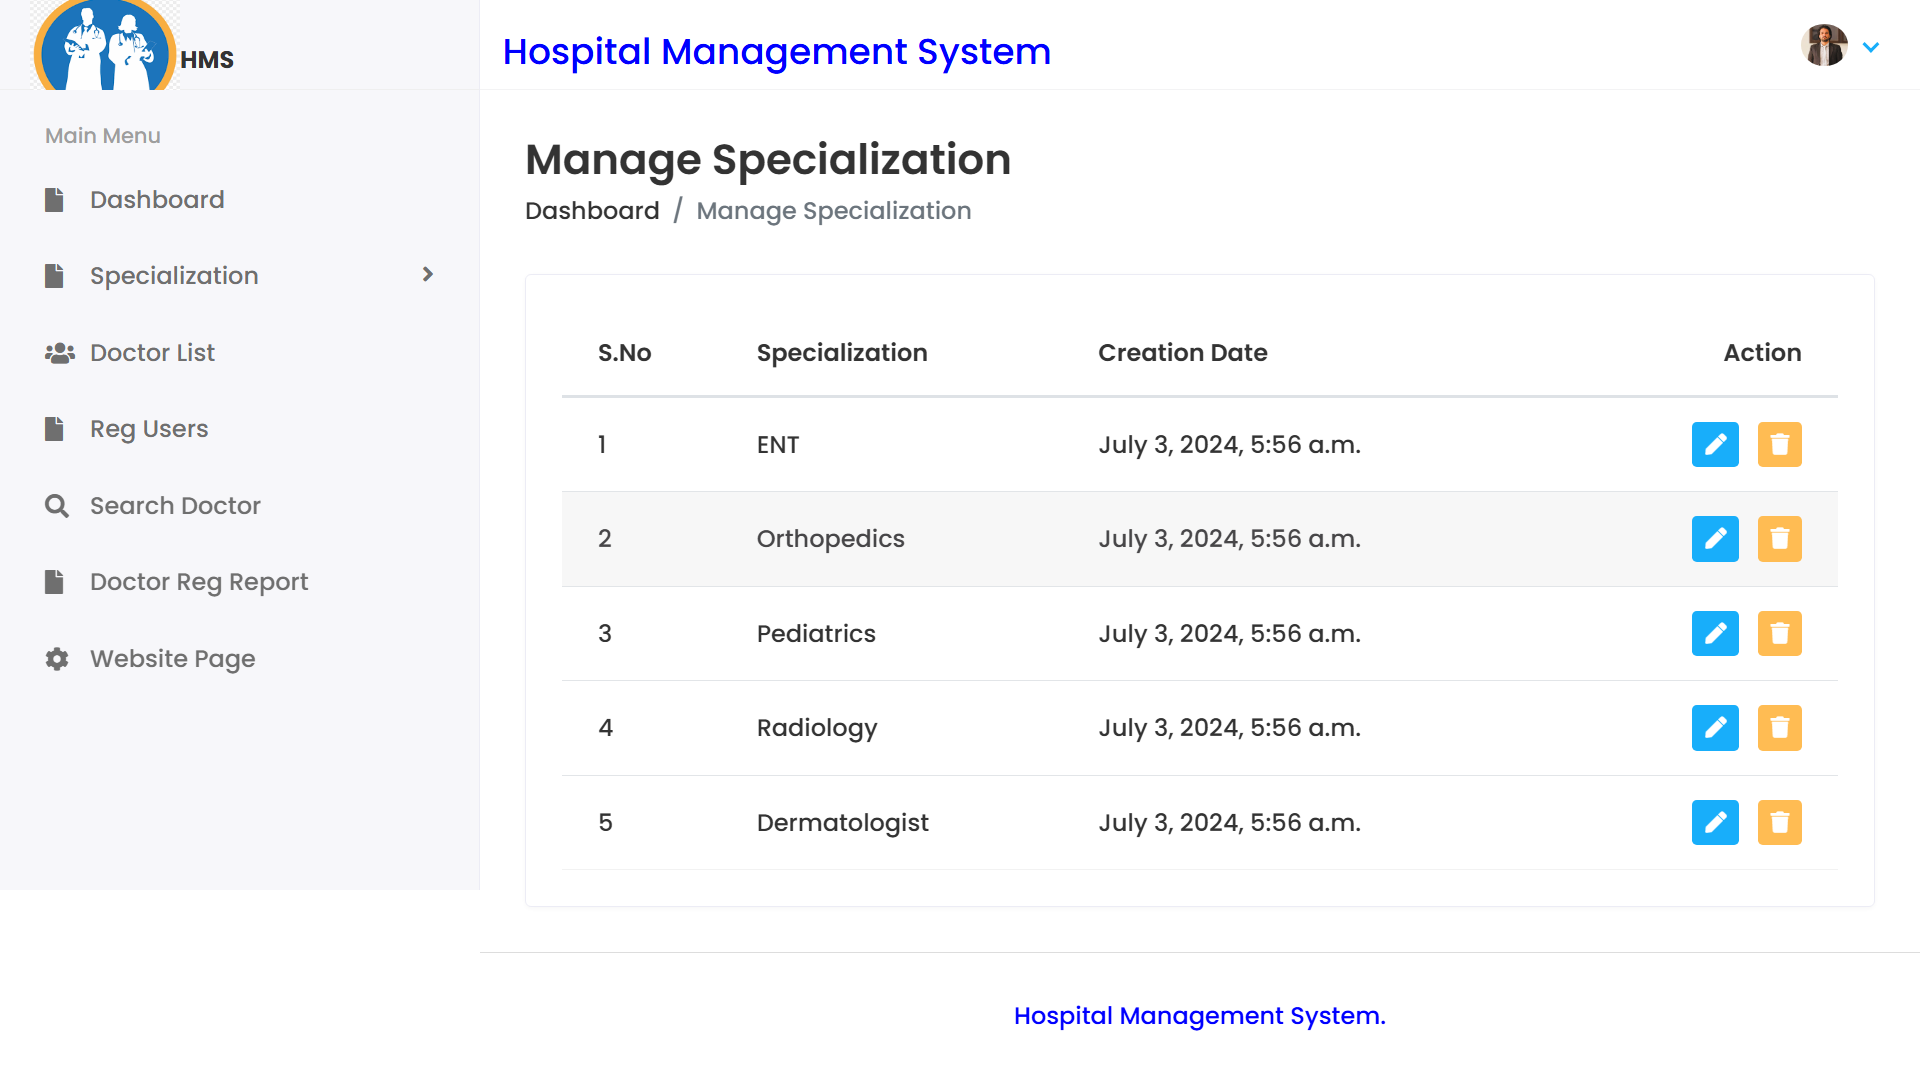 HMS
Hospital Management System
Main Menu
Dashboard
Specialization
Doctor List
Reg Users
Search Doctor
Doctor Reg Report
Website Page
Manage Specialization
Dashboard / Manage Specialization
S.No Specialization Creation Date Action
1 ENT July 3, 2024, 5:56 a.m.
2 Orthopedics July 3, 2024, 5:56 a.m.
3 Pediatrics July 3, 2024, 5:56 a.m.
4 Radiology July 3, 2024, 5:56 a.m.
5 Dermatologist July 3, 2024, 5:56 a.m.
Hospital Management System.